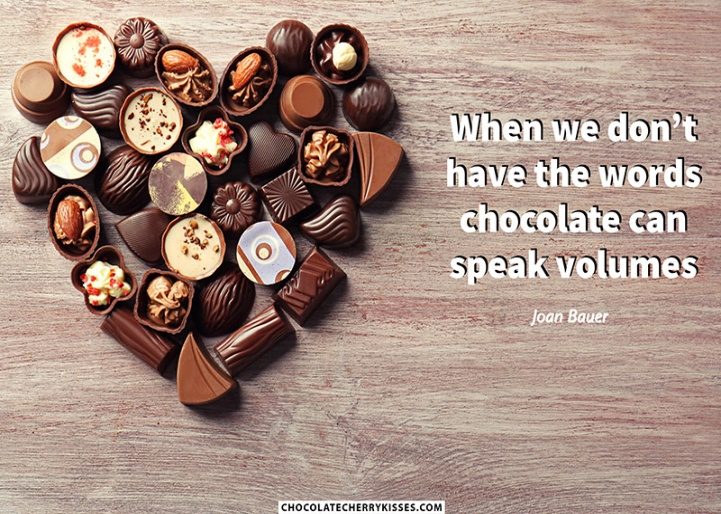 When we don't
have the words
chocolate can
speak volumes
Joan Bauer
CHOCOLATECHERRYKISSES.COM